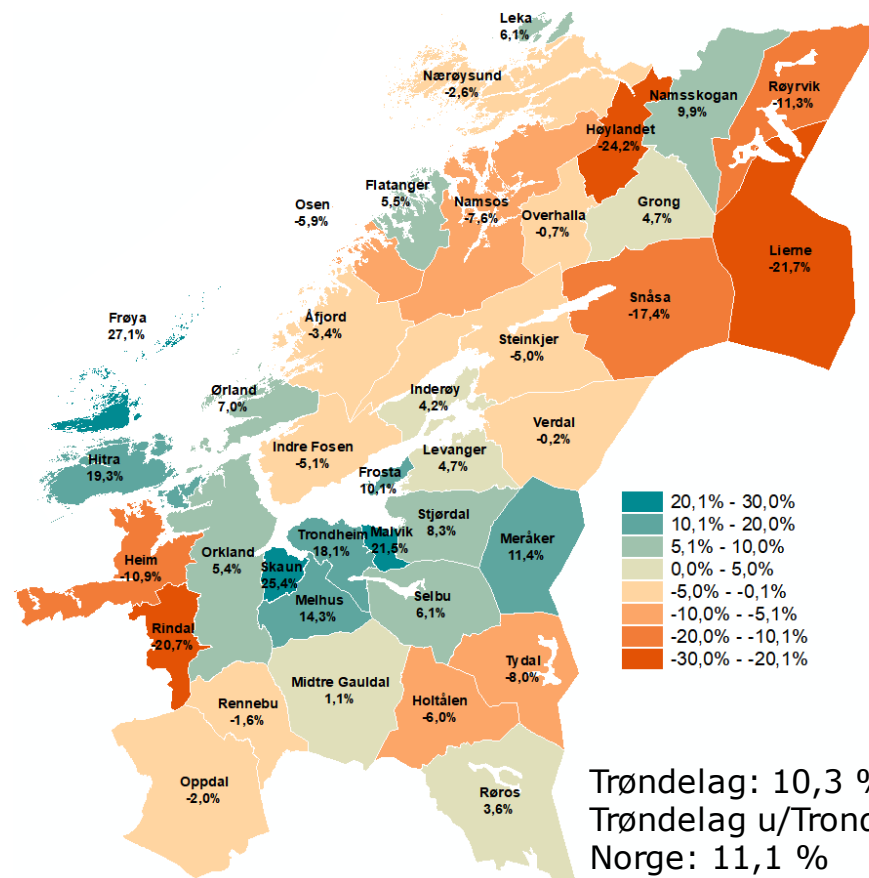 Leka
6,1%
Nærøysund
-2,6%
Røyrvik
-11,3%
Namsskogan
9,9%
Høylandet
-24,2%
Flatanger
5,5%
Namsos
-7,6%
Osen
-5,9%
Overhalla
-0,7%
Grong
4,7%
Lierne
-21,7%
Snåsa
-17,4%
Frøya
27,1%
Åfjord
-3,4%
Steinkjer
-5,0%
Ørland
7,0%
Inderøy
4,2%
Verdal
-0,2%
Indre Fosen
-5,1%
Levanger
4,7%
Hitra
19,3%
Frosta
10,1%
Stjørdal
8,3%
Meråker
11,4%
Trondheim
18,1%
Malvik
21,5%
Orkland
5,4%
Heim
-10,9%
Skaun
25,4%
Melhus
14,3%
Selbu
6,1%
Rindal
-20,7%
Tydal
-8,0%
Midtre Gauldal
1,1%
Holtålen
-6,0%
Rennebu
-1,6%
Oppdal
-2,0%
Røros
3,6%
20,1% - 30,0%
10,1% - 20,0%
5,1% - 10,0%
0,0% - 5,0%
-5,0% - -0,1%
-10,0% - -5,1%
-20,0% - -10,1%
-30,0% - -20,1%
Trøndelag: 10,3 %
Trøndelag u/Trond
Norge: 11,1 %